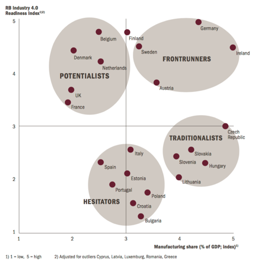 RB Industry 4.0
Readiness Index¹⁾²⁾
5
Belgium
Finland
Germany
Denmark
Sweden
FRONTRUNNERS
Ireland
Netherlands
4
POTENTIALISTS
UK
Austria
France
3
Czech
Republic
TRADITIONALISTS
Italy
Slovakia
Spain
Slovenia
Hungary
Estonia
Lithuania
2
Portugal
HESITATORS
Poland
Croatia
Bulgaria
1
1
2
3
4
5
Manufacturing share (% of GDP; index)¹⁾
1) 1 = low, 5 = high
2) Adjusted for outliers Cyprus, Latvia, Luxemburg, Romania, Greece